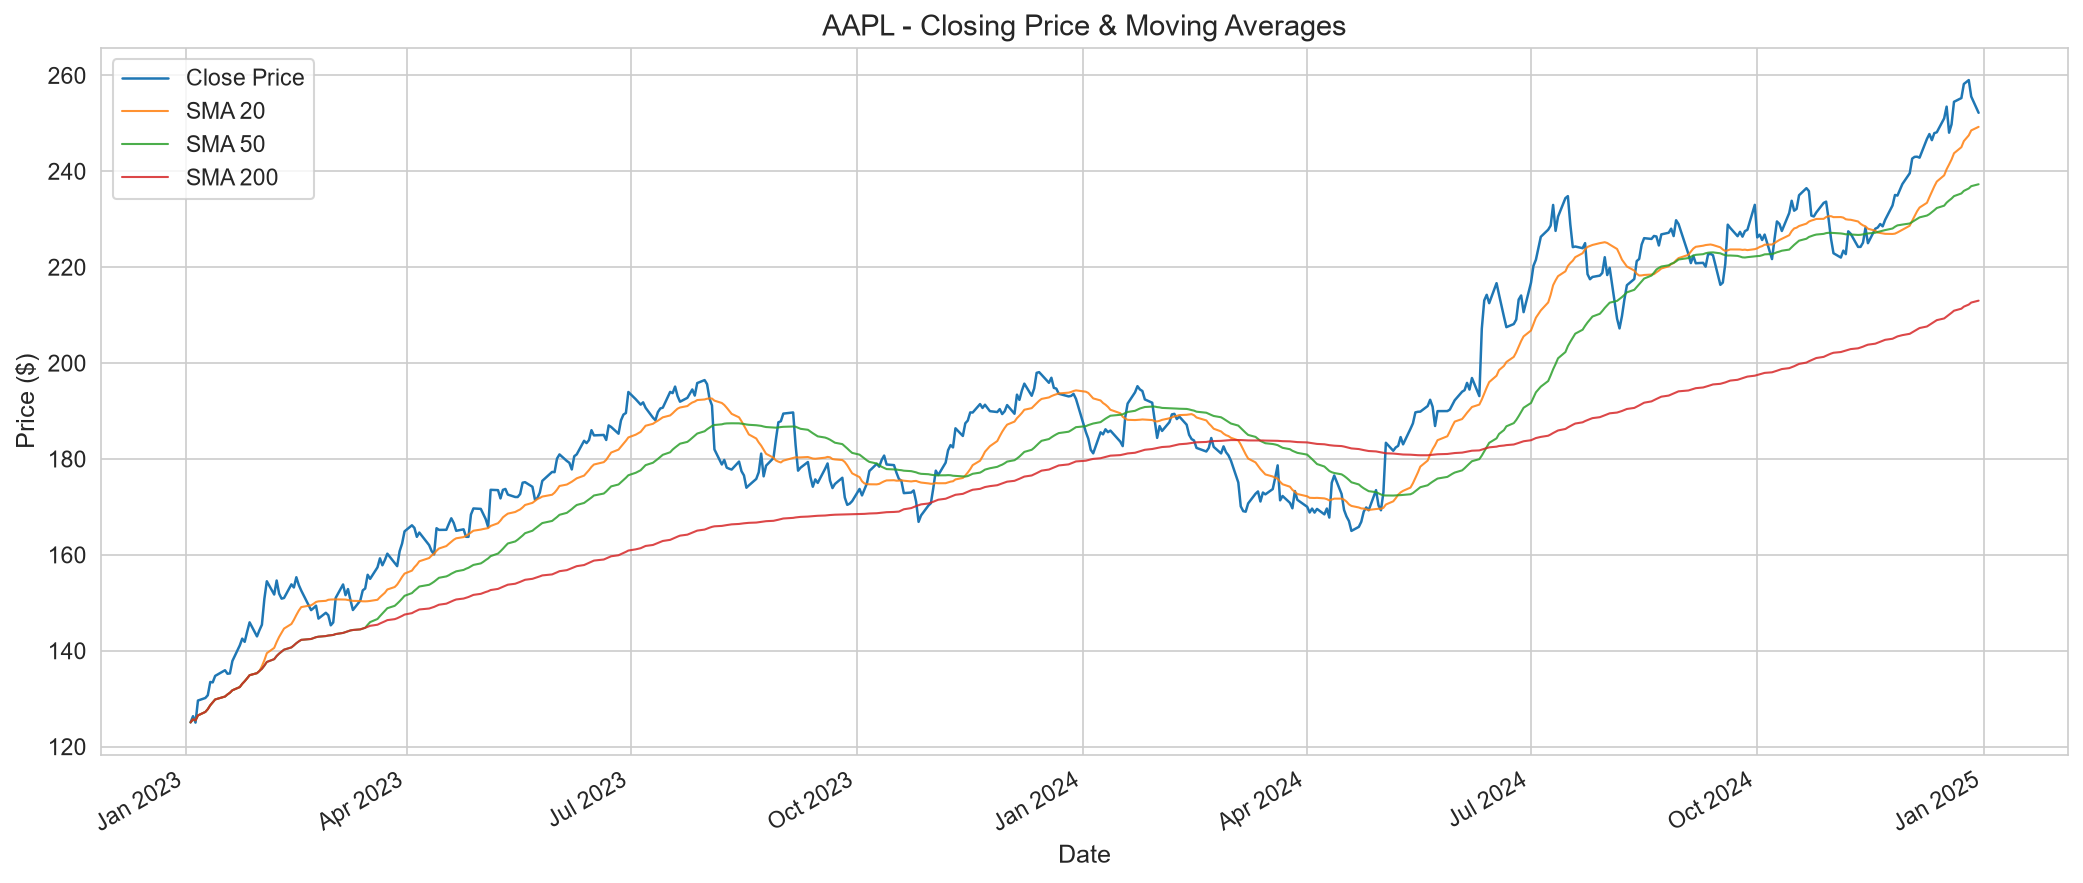 AAPL - Closing Price & Moving Averages
Close Price
SMA 20
SMA 50
SMA 200
Price ($)
260
240
220
200
180
160
140
120
Jan 2023
Apr 2023
Jul 2023
Oct 2023
Jan 2024
Apr 2024
Jul 2024
Oct 2024
Jan 2025
Date